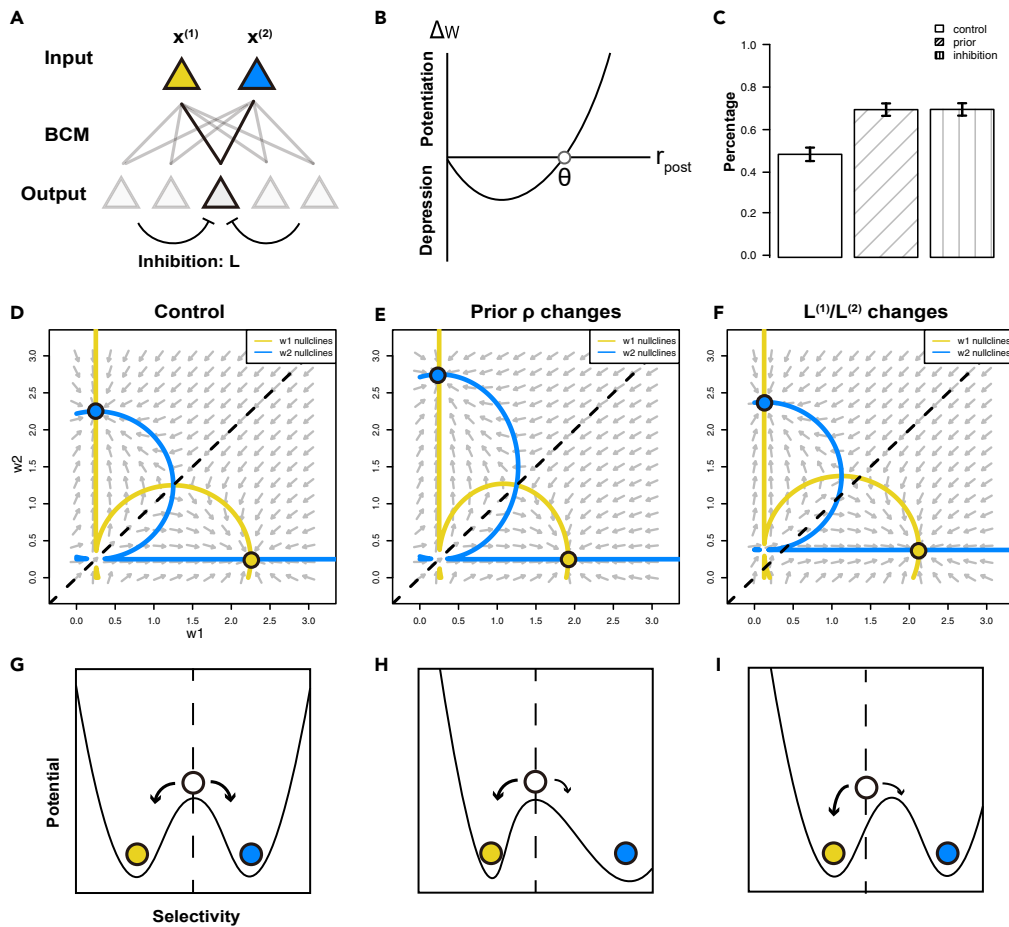 A
x(1)
x(2)
Input
BCM
Output
Inhibition: L
B
Δw
Potentiation
Depression
r_post
θ
C
control
prior
inhibition
Percentage
1.0
0.8
0.6
0.4
0.2
0.0
D
Control
w1 nullclines
w2 nullclines
w2
3.0
2.5
2.0
1.5
1.0
0.5
0.0
0.0 0.5 1.0 1.5 2.0 2.5 3.0
w1
E
Prior ρ changes
w1 nullclines
w2 nullclines
3.0
2.5
2.0
1.5
1.0
0.5
0.0
0.0 0.5 1.0 1.5 2.0 2.5 3.0
F
L(1)/L(2) changes
w1 nullclines
w2 nullclines
3.0
2.5
2.0
1.5
1.0
0.5
0.0
0.0 0.5 1.0 1.5 2.0 2.5 3.0
G
Potential
Selectivity
H
I